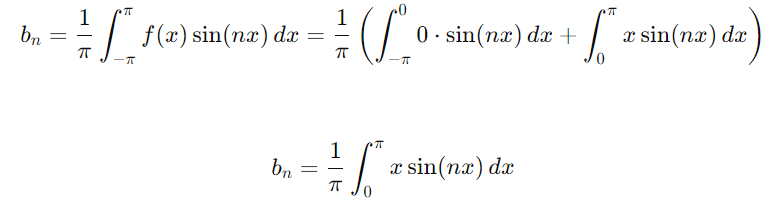 b_n = \frac{1}{\pi} \int_{-\pi}^{\pi} f(x) \sin(nx) \, dx = \frac{1}{\pi} \left( \int_{-\pi}^{0} 0 \cdot \sin(nx) \, dx + \int_{0}^{\pi} x \sin(nx) \, dx \right)
b_n = \frac{1}{\pi} \int_{0}^{\pi} x \sin(nx) \, dx